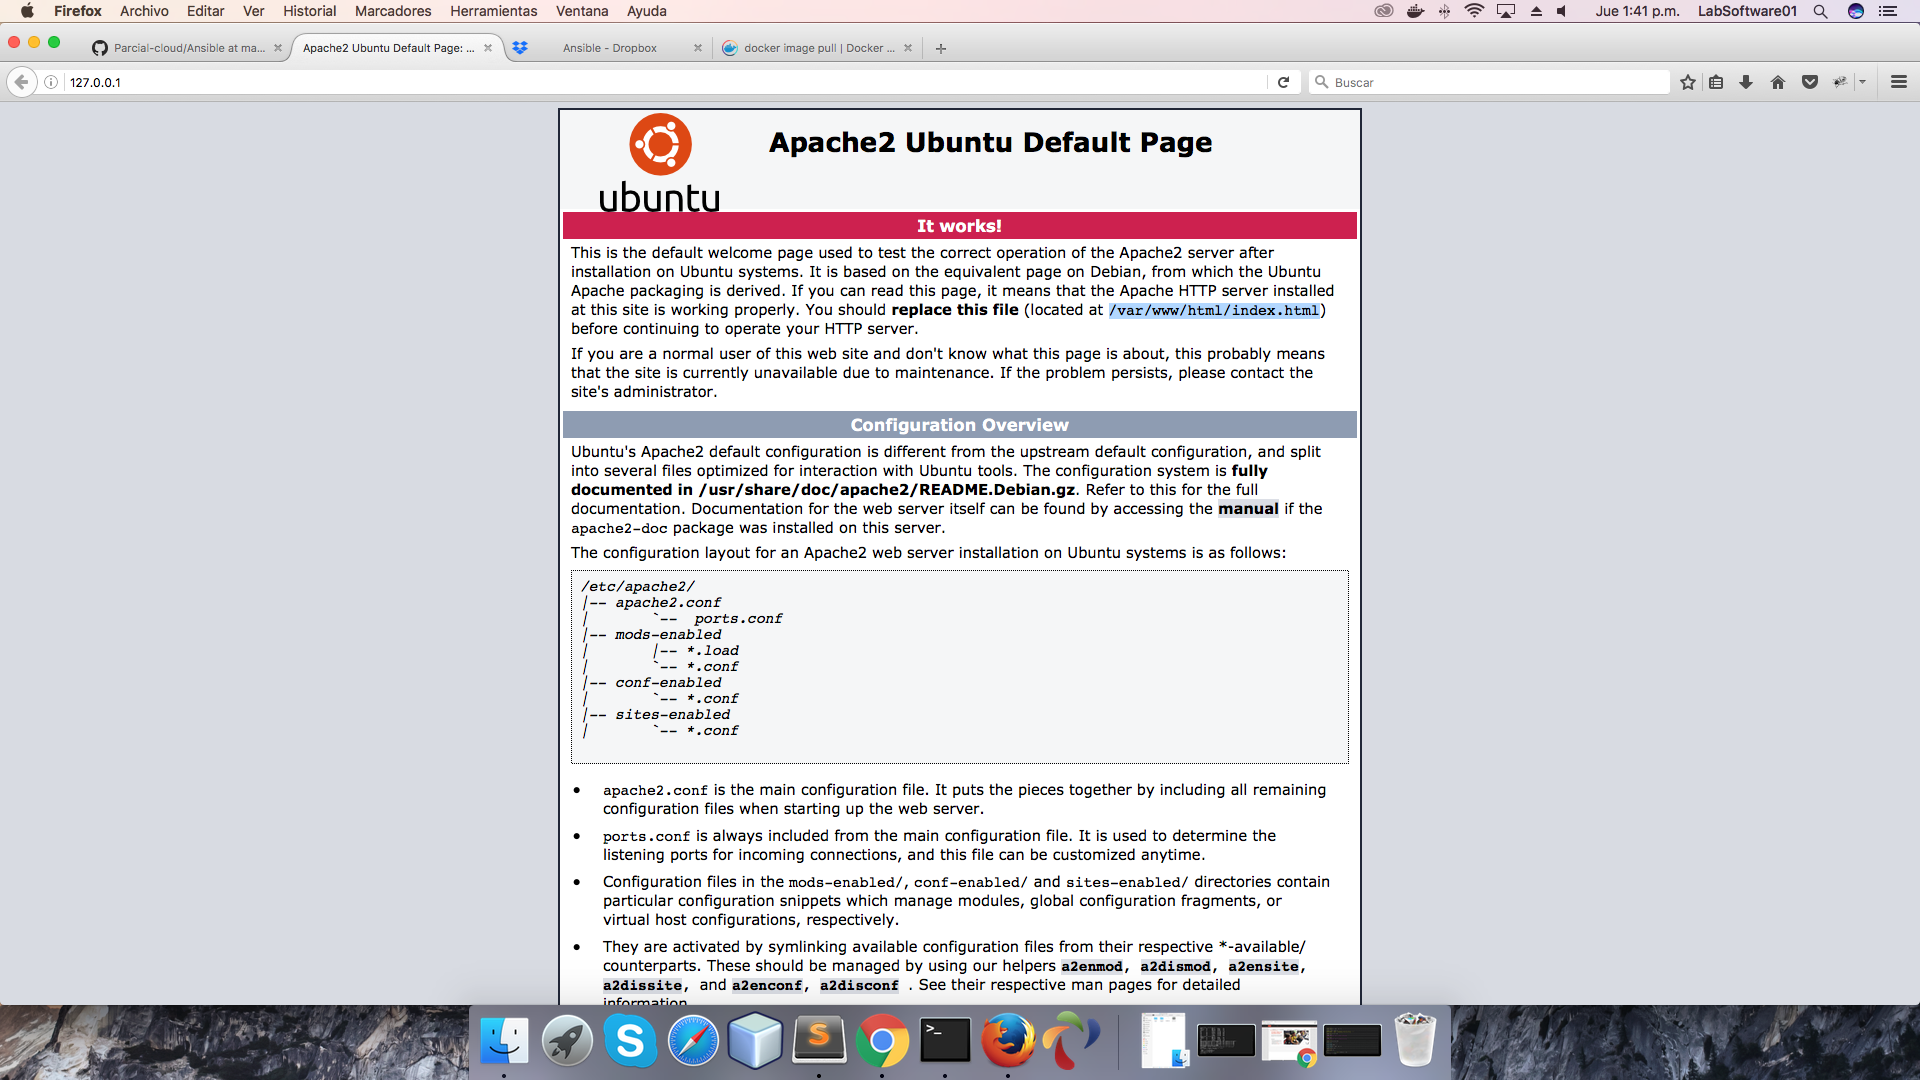 Firefox Archivo Editar Ver Historial Marcadores Herramientas Ventana Ayuda Jue 1:41 p.m. LabSoftware01
Parcial-cloud/Ansible at ma... Apache2 Ubuntu Default Page: ... Ansible - Dropbox docker image pull | Docker ...
127.0.0.1 Buscar
Apache2 Ubuntu Default Page
ubuntu
It works!
This is the default welcome page used to test the correct operation of the Apache2 server after
installation on Ubuntu systems. It is based on the equivalent page on Debian, from which the Ubuntu
Apache packaging is derived. If you can read this page, it means that the Apache HTTP server installed
at this site is working properly. You should replace this file (located at /var/www/html/index.html)
before continuing to operate your HTTP server.
If you are a normal user of this web site and don't know what this page is about, this probably means
that the site is currently unavailable due to maintenance. If the problem persists, please contact the
site's administrator.
Configuration Overview
Ubuntu's Apache2 default configuration is different from the upstream default configuration, and split
into several files optimized for interaction with Ubuntu tools. The configuration system is fully
documented in /usr/share/doc/apache2/README.Debian.gz. Refer to this for the full
documentation. Documentation for the web server itself can be found by accessing the manual if the
apache2-doc package was installed on this server.
The configuration layout for an Apache2 web server installation on Ubuntu systems is as follows:
/etc/apache2/
|-- apache2.conf
|       `--  ports.conf
|-- mods-enabled
|       |-- *.load
|       `-- *.conf
|-- conf-enabled
|       `-- *.conf
|-- sites-enabled
|       `-- *.conf
• apache2.conf is the main configuration file. It puts the pieces together by including all remaining
configuration files when starting up the web server.
• ports.conf is always included from the main configuration file. It is used to determine the
listening ports for incoming connections, and this file can be customized anytime.
• Configuration files in the mods-enabled/, conf-enabled/ and sites-enabled/ directories contain
particular configuration snippets which manage modules, global configuration fragments, or
virtual host configurations, respectively.
• They are activated by symlinking available configuration files from their respective *-available/
counterparts. These should be managed by using our helpers a2enmod, a2dismod, a2ensite,
a2dissite, and a2enconf, a2disconf . See their respective man pages for detailed
information.